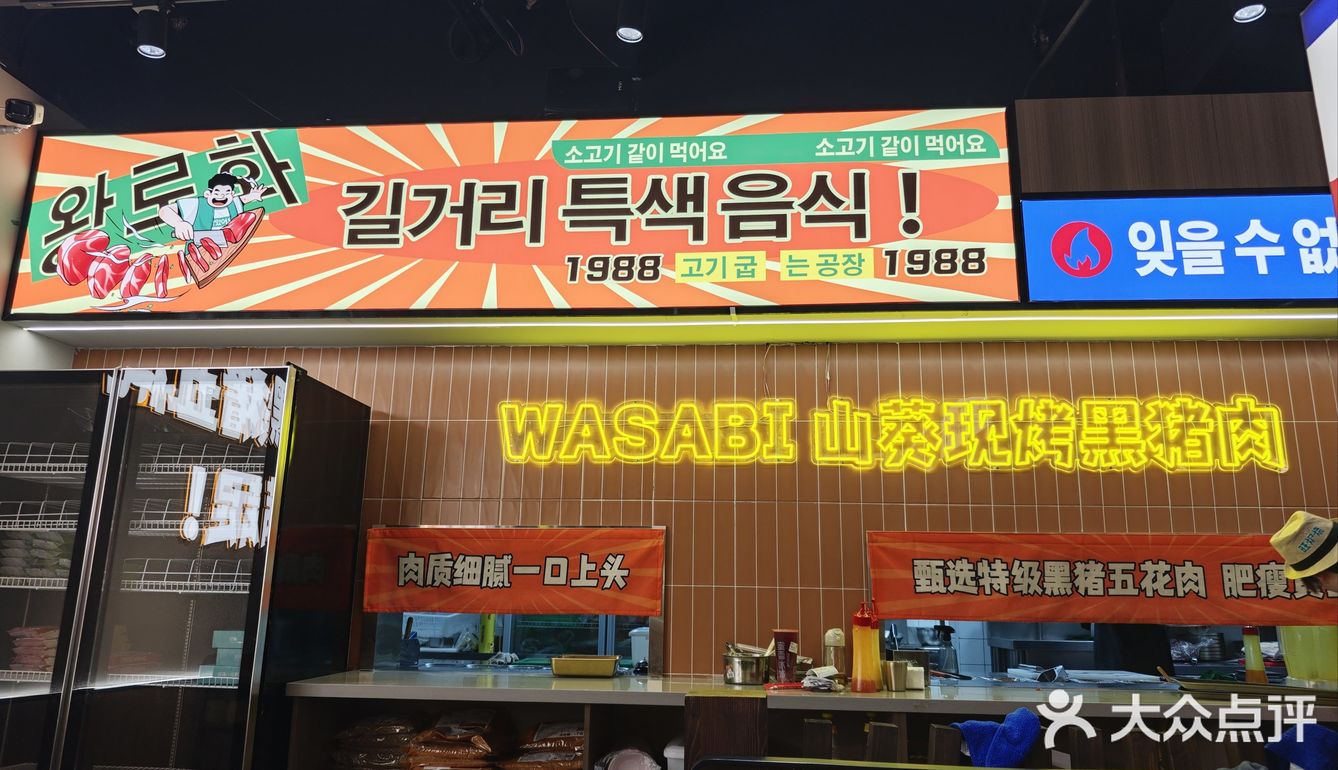 왕로화
소고기 같이 먹어요 소고기 같이 먹어요
길거리 특색 음식 !
1988 고기 굽 는 공장 1988
잊을 수 없
WASABI 山葵现烤黑猪肉
肉质细腻一口上头
甄选特级黑猪五花肉 肥瘦
大众点评